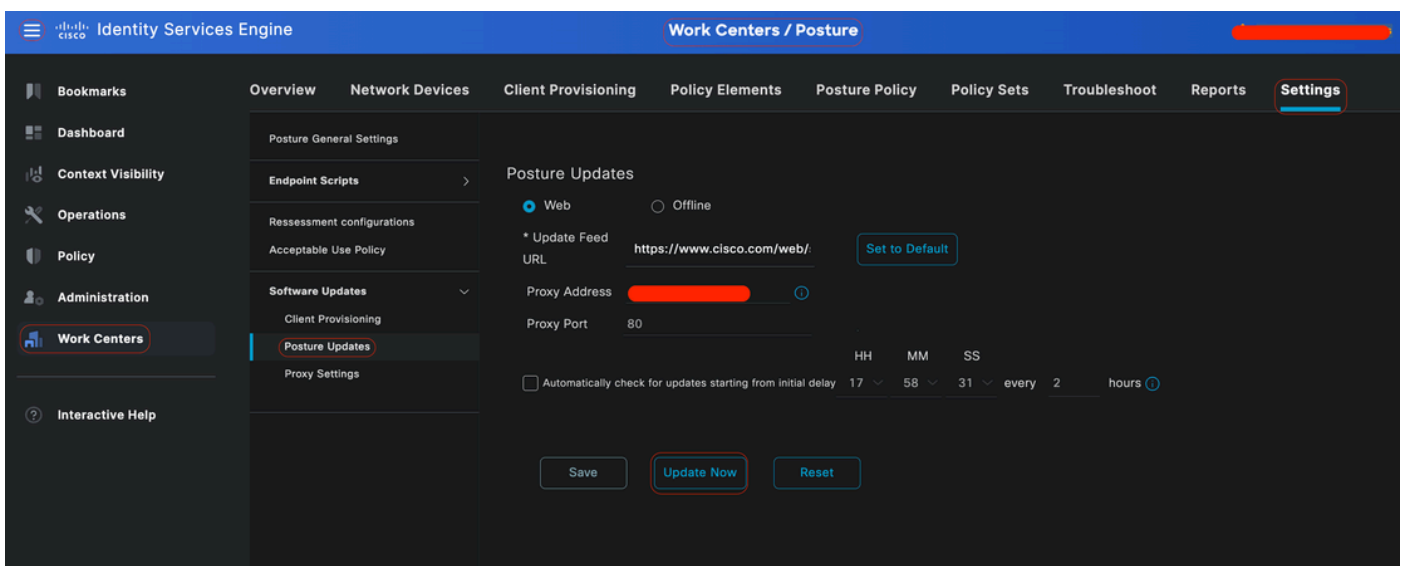 cisco Identity Services Engine
Work Centers / Posture
Bookmarks
Dashboard
Context Visibility
Operations
Policy
Administration
Work Centers
Interactive Help
Overview Network Devices Client Provisioning Policy Elements Posture Policy Policy Sets Troubleshoot Reports Settings
Posture General Settings
Endpoint Scripts
Ressessment configurations
Acceptable Use Policy
Software Updates
Client Provisioning
Posture Updates
Proxy Settings
Posture Updates
Web Offline
* Update Feed
URL
https://www.cisco.com/web/
Set to Default
Proxy Address
Proxy Port 80
HH MM SS
Automatically check for updates starting from initial delay 17 58 31 every 2 hours
Save Update Now Reset